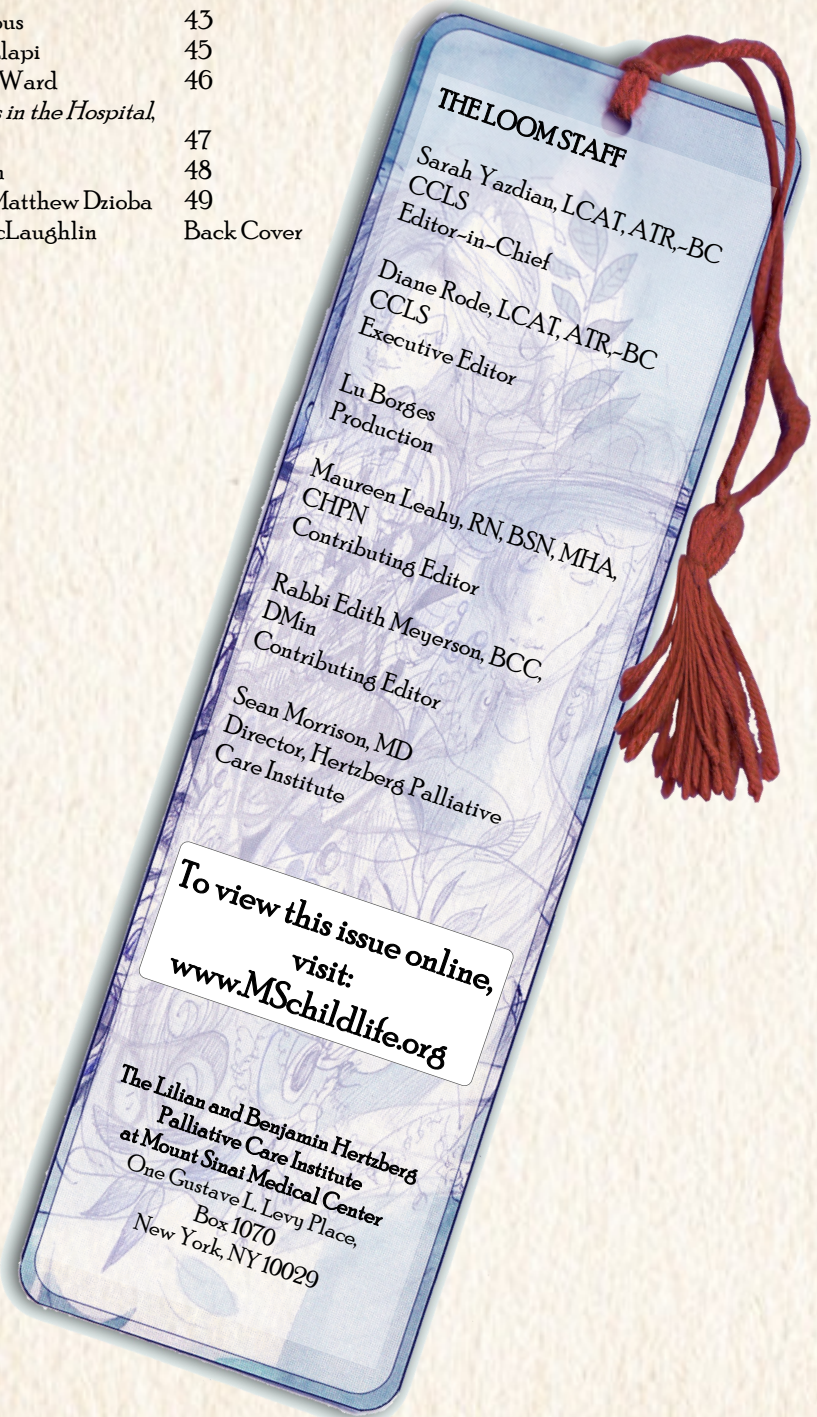 ous 43
lapi 45
Ward 46
s in the Hospital,
47
n 48
Matthew Dzioba 49
cLaughlin Back Cover
THE LOOM STAFF
Sarah Yazdian, LCAT, ATR,-BC
CCLS
Editor-in-Chief
Diane Rode, LCAT, ATR,-BC
CCLS
Executive Editor
Lu Borges
Production
Maureen Leahy, RN, BSN, MHA,
CHPN
Contributing Editor
Rabbi Edith Meyerson, BCC,
DMin
Contributing Editor
Sean Morrison, MD
Director, Hertzberg Palliative
Care Institute
To view this issue online,
visit:
www.MSchildlife.org
The Lilian and Benjamin Hertzberg
Palliative Care Institute
at Mount Sinai Medical Center
One Gustave L. Levy Place,
Box 1070
New York, NY 10029